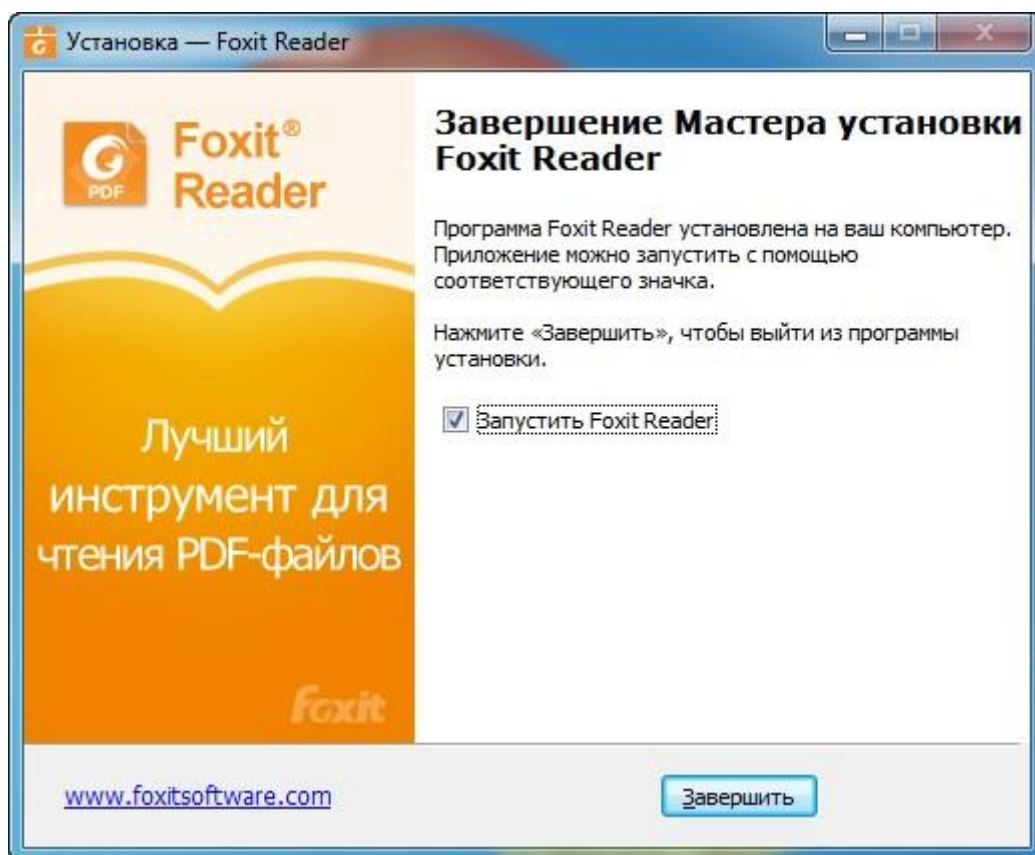 Установка — Foxit Reader
Foxit®
Reader
PDF
Лучший
инструмент для
чтения PDF-файлов
foxit
Завершение Мастера установки
Foxit Reader
Программа Foxit Reader установлена на ваш компьютер.
Приложение можно запустить с помощью
соответствующего значка.
Нажмите «Завершить», чтобы выйти из программы
установки.
Запустить Foxit Reader
www.foxitsoftware.com
Завершить